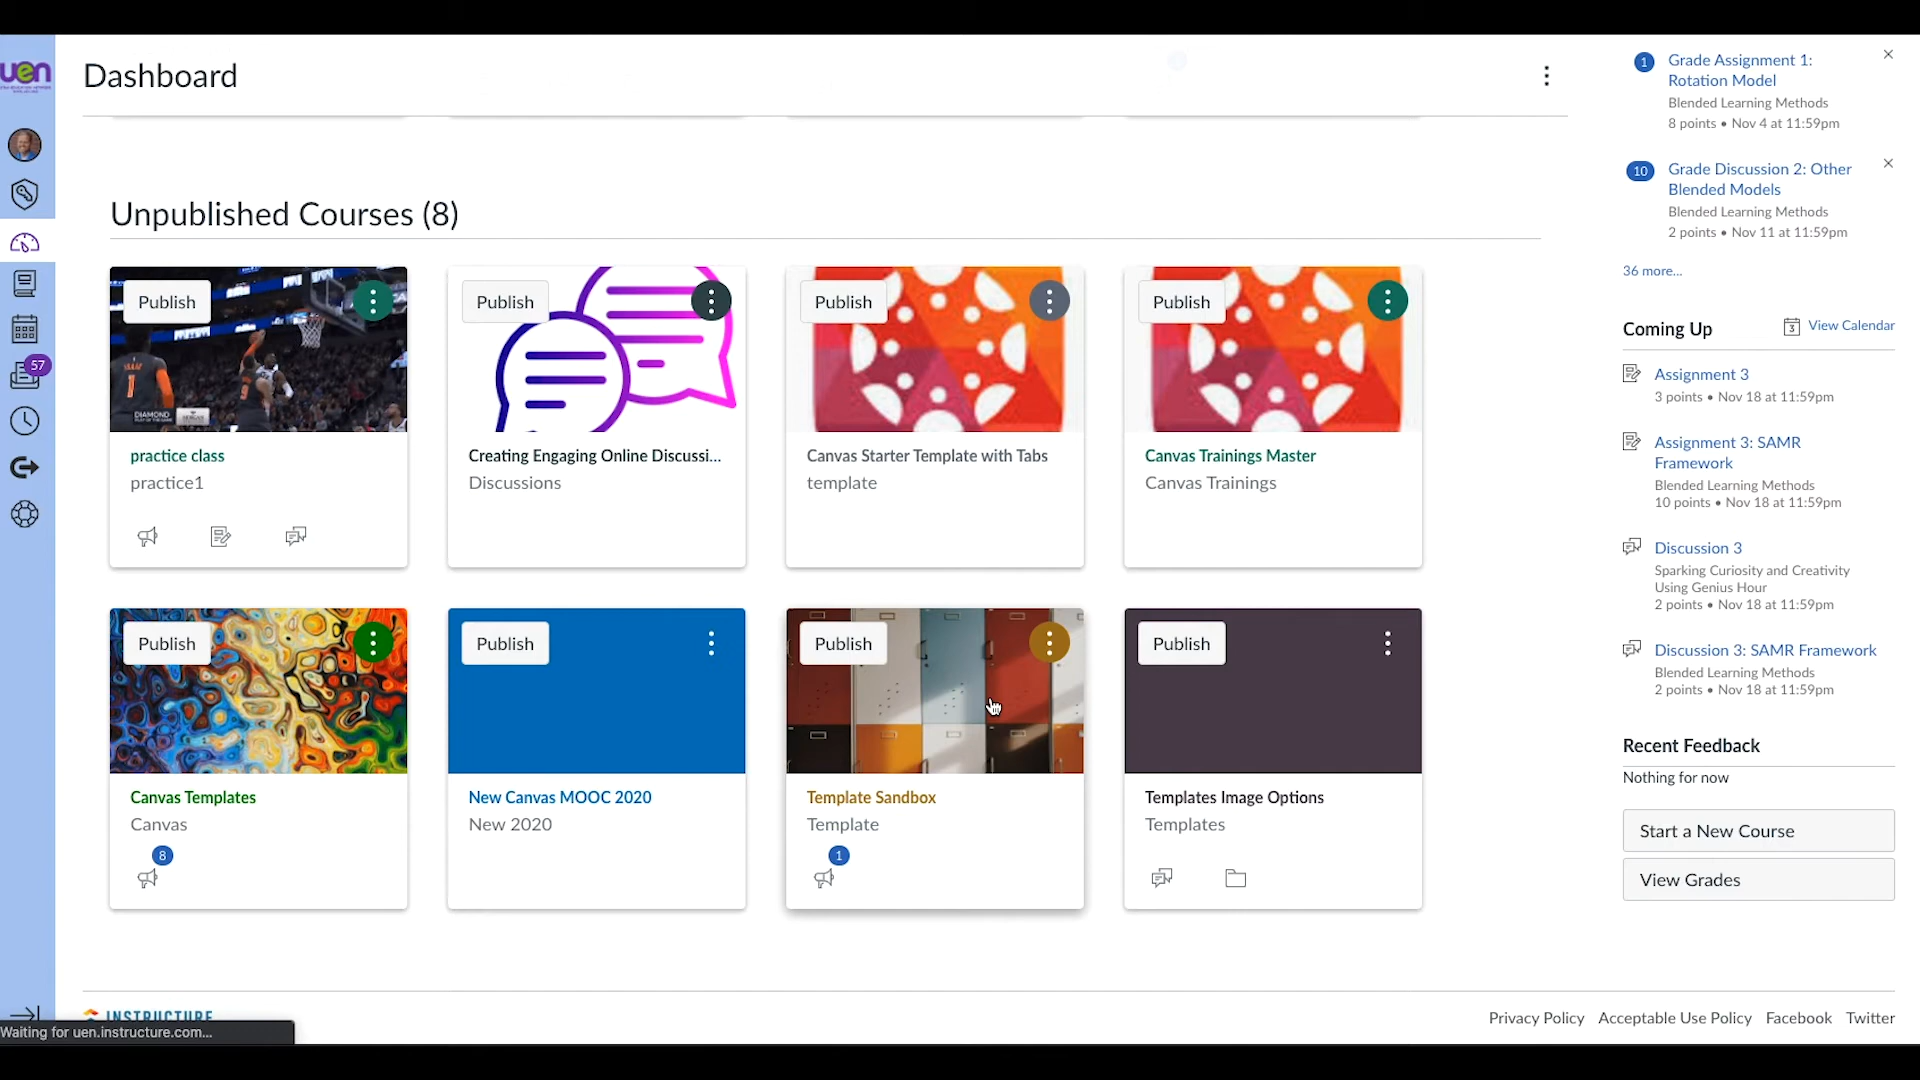 uen
Dashboard
Unpublished Courses (8)
Publish
Publish
Publish
Publish
DIAMOND
practice class
practice1
Creating Engaging Online Discussi...
Discussions
Canvas Starter Template with Tabs
template
Canvas Trainings Master
Canvas Trainings
57
Publish
Publish
Publish
Publish
Canvas Templates
Canvas
8
New Canvas MOOC 2020
New 2020
Template Sandbox
Template
1
Templates Image Options
Templates
1
Grade Assignment 1:
Rotation Model
Blended Learning Methods
8 points • Nov 4 at 11:59pm
10
Grade Discussion 2: Other
Blended Models
Blended Learning Methods
2 points • Nov 11 at 11:59pm
36 more...
Coming Up
3
View Calendar
Assignment 3
3 points • Nov 18 at 11:59pm
Assignment 3: SAMR
Framework
Blended Learning Methods
10 points • Nov 18 at 11:59pm
Discussion 3
Sparking Curiosity and Creativity
Using Genius Hour
2 points • Nov 18 at 11:59pm
Discussion 3: SAMR Framework
Blended Learning Methods
2 points • Nov 18 at 11:59pm
Recent Feedback
Nothing for now
Start a New Course
View Grades
INSTRUCTURE
Waiting for uen.instructure.com...
Privacy Policy Acceptable Use Policy Facebook Twitter